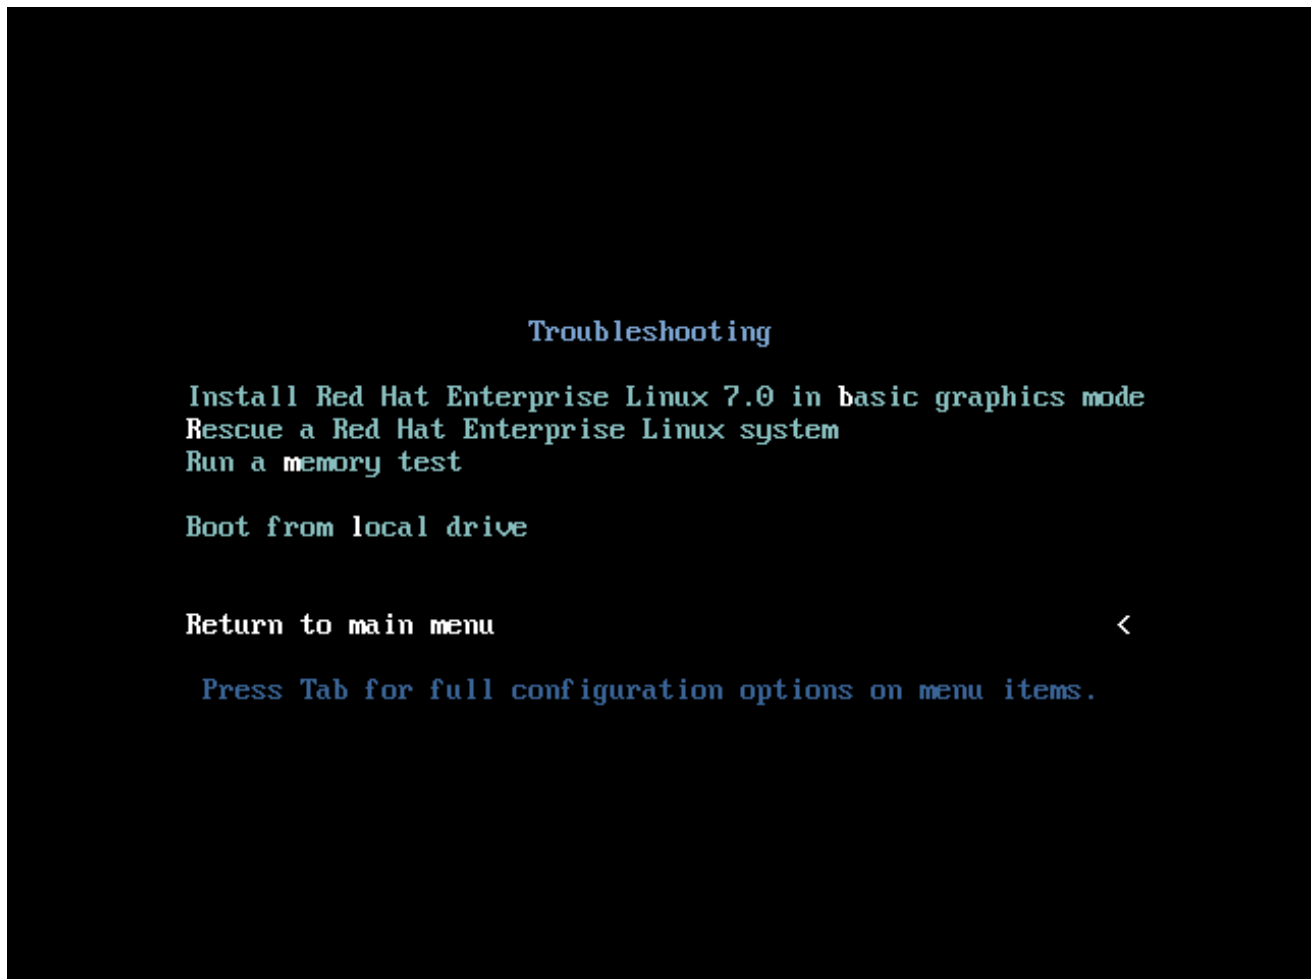 Troubleshooting
Install Red Hat Enterprise Linux 7.0 in basic graphics mode
Rescue a Red Hat Enterprise Linux system
Run a memory test
Boot from local drive
Return to main menu <
Press Tab for full configuration options on menu items.